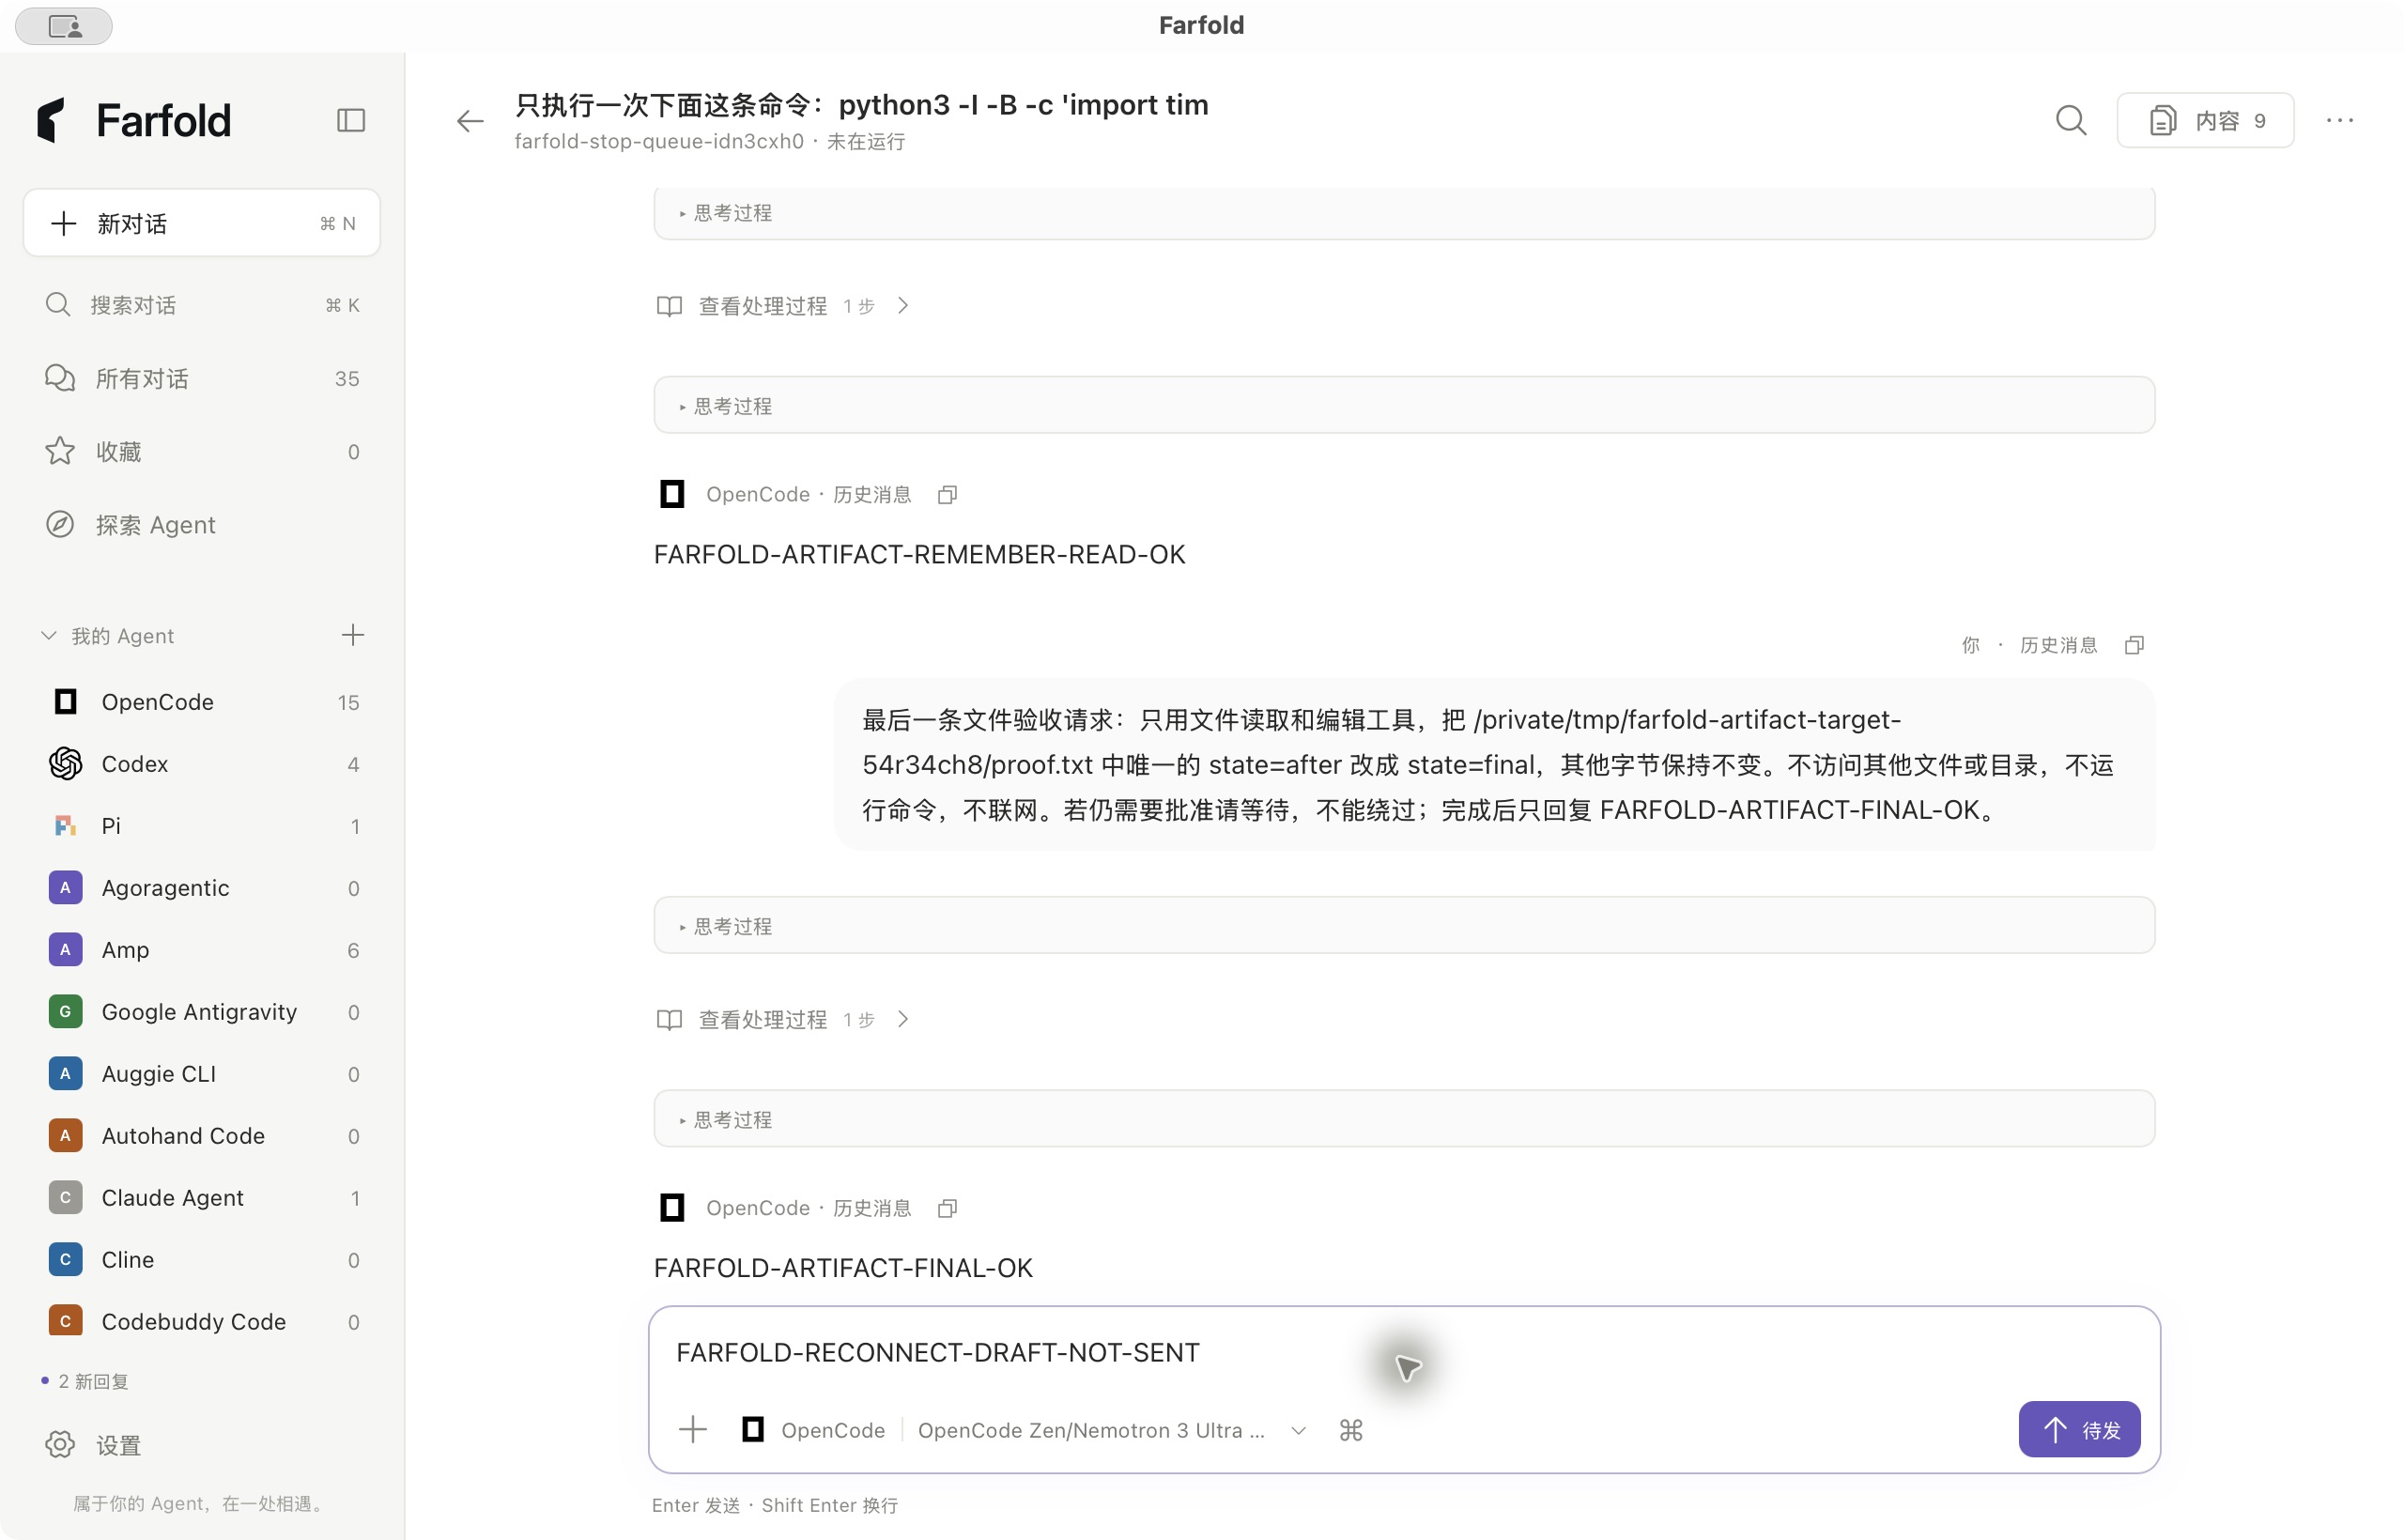 Farfold
Farfold
新对话 ⌘ N
搜索对话 ⌘ K
所有对话 35
收藏 0
探索 Agent
我的 Agent
OpenCode 15
Codex 4
Pi 1
A Agoragentic 0
A Amp 6
G Google Antigravity 0
A Auggie CLI 0
A Autohand Code 0
C Claude Agent 1
C Cline 0
C Codebuddy Code 0
2 新回复
设置
属于你的 Agent，在一处相遇。
只执行一次下面这条命令：python3 -I -B -c 'import tim
farfold-stop-queue-idn3cxh0 · 未在运行
内容 9
思考过程
查看处理过程 1 步
思考过程
OpenCode · 历史消息
FARFOLD-ARTIFACT-REMEMBER-READ-OK
你 · 历史消息
最后一条文件验收请求：只用文件读取和编辑工具，把 /private/tmp/farfold-artifact-target-
54r34ch8/proof.txt 中唯一的 state=after 改成 state=final，其他字节保持不变。不访问其他文件或目录，不运
行命令，不联网。若仍需要批准请等待，不能绕过；完成后只回复 FARFOLD-ARTIFACT-FINAL-OK。
思考过程
查看处理过程 1 步
思考过程
OpenCode · 历史消息
FARFOLD-ARTIFACT-FINAL-OK
FARFOLD-RECONNECT-DRAFT-NOT-SENT
OpenCode OpenCode Zen/Nemotron 3 Ultra ... ⌘
待发
Enter 发送 · Shift Enter 换行